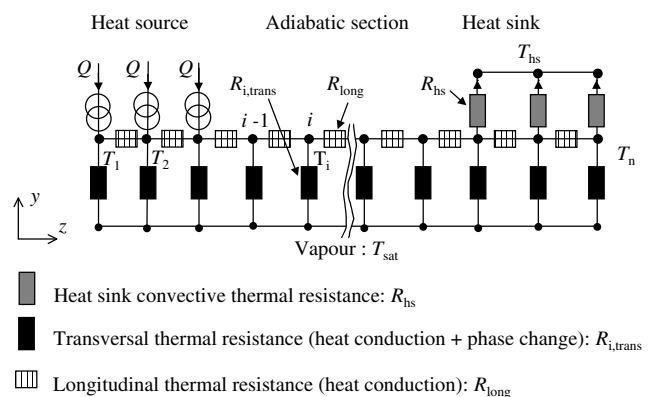 Heat source Adiabatic section Heat sink
T_hs
Q Q Q
R_i,trans R_long R_hs
i -1 i
T_1 T_2 T_i T_n
y
z
Vapour : T_sat
Heat sink convective thermal resistance: R_hs
Transversal thermal resistance (heat conduction + phase change): R_i,trans
Longitudinal thermal resistance (heat conduction): R_long